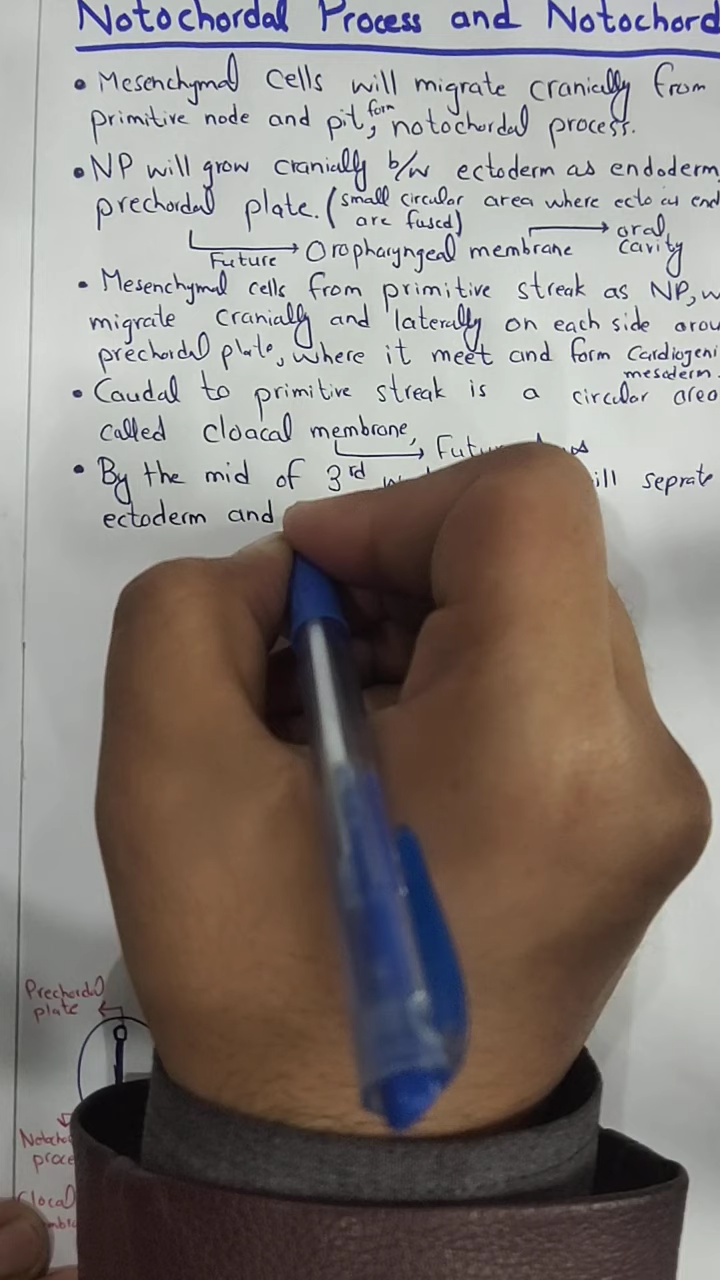 Notochordal Process and Notochord
• Mesenchymal cells will migrate cranially from
primitive node and pit, form notochordal process.
• NP will grow cranially b/w ectoderm as endoderm,
prechordal plate. (small circular area where ecto as end
are fused)
Future → Oropharyngeal membrane → oral cavity
• Mesenchymal cells from primitive streak as NP, w
migrate cranially and laterally on each side arou
prechordal plate, where it meet and form Cardiogeni
mesoderm.
• Caudal to primitive streak is a circular area
called cloacal membrane,
→ Futu
• By the mid of 3rd ill seprate
ectoderm and
Prechordal
plate
Notocho
proce
Clocal
mbra